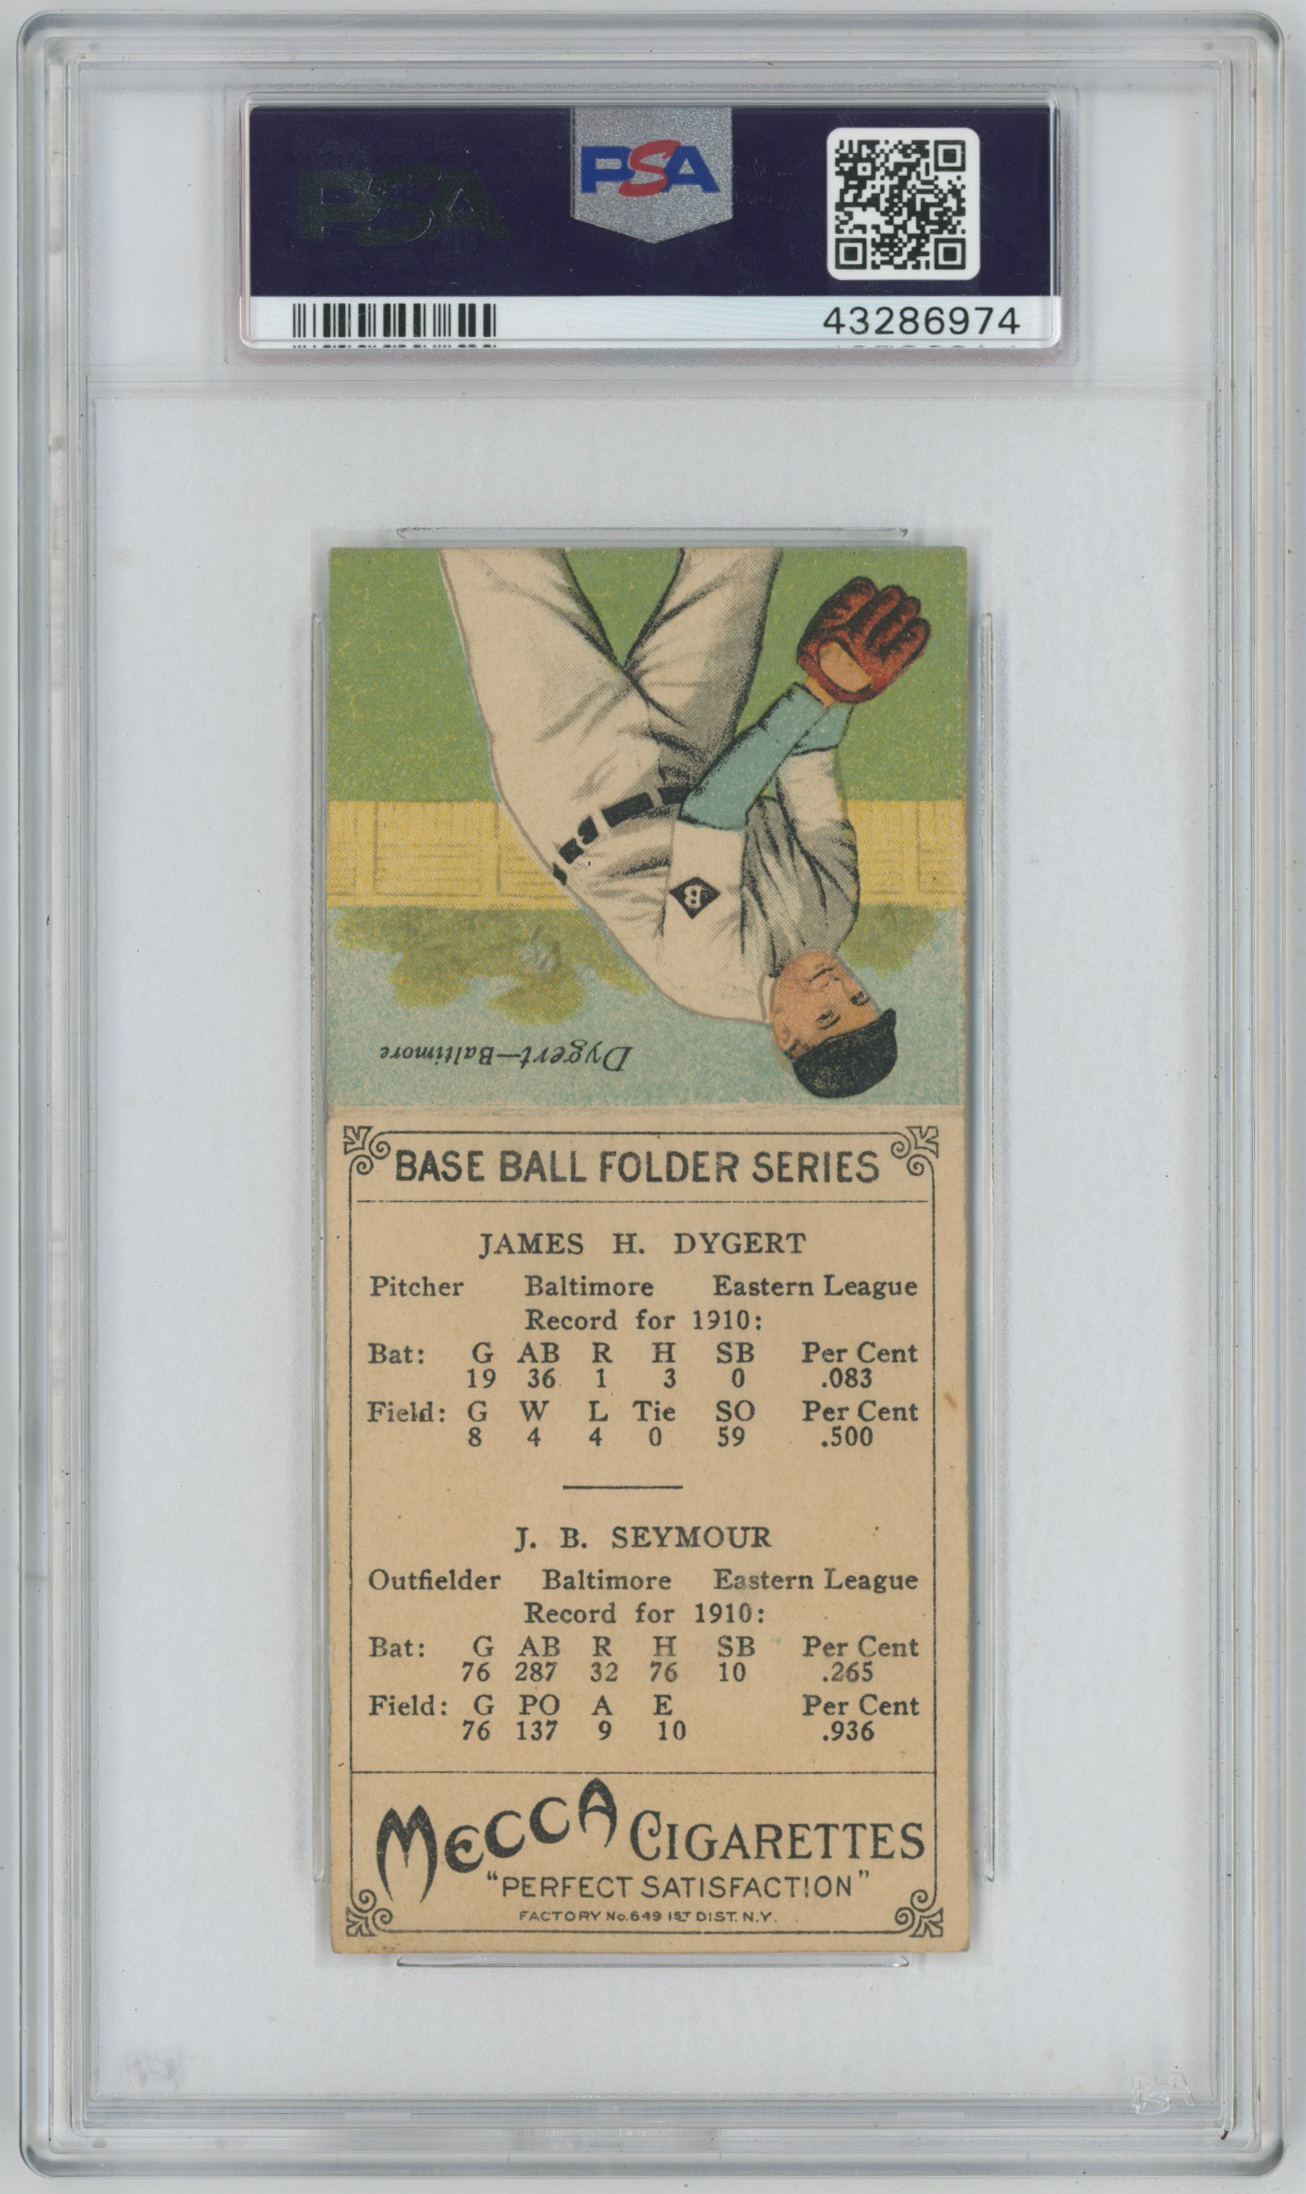 PSA
PSA
43286974
B
Dygert—Baltimore
BASE BALL FOLDER SERIES
JAMES H. DYGERT
Pitcher Baltimore Eastern League
Record for 1910:
Bat: G AB R H SB Per Cent
19 36 1 3 0 .083
Field: G W L Tie SO Per Cent
8 4 4 0 59 .500
J. B. SEYMOUR
Outfielder Baltimore Eastern League
Record for 1910:
Bat: G AB R H SB Per Cent
76 287 32 76 10 .265
Field: G PO A E Per Cent
76 137 9 10 .936
MECCA CIGARETTES
"PERFECT SATISFACTION"
FACTORY No. 649 1ST DIST. N.Y.
PSA